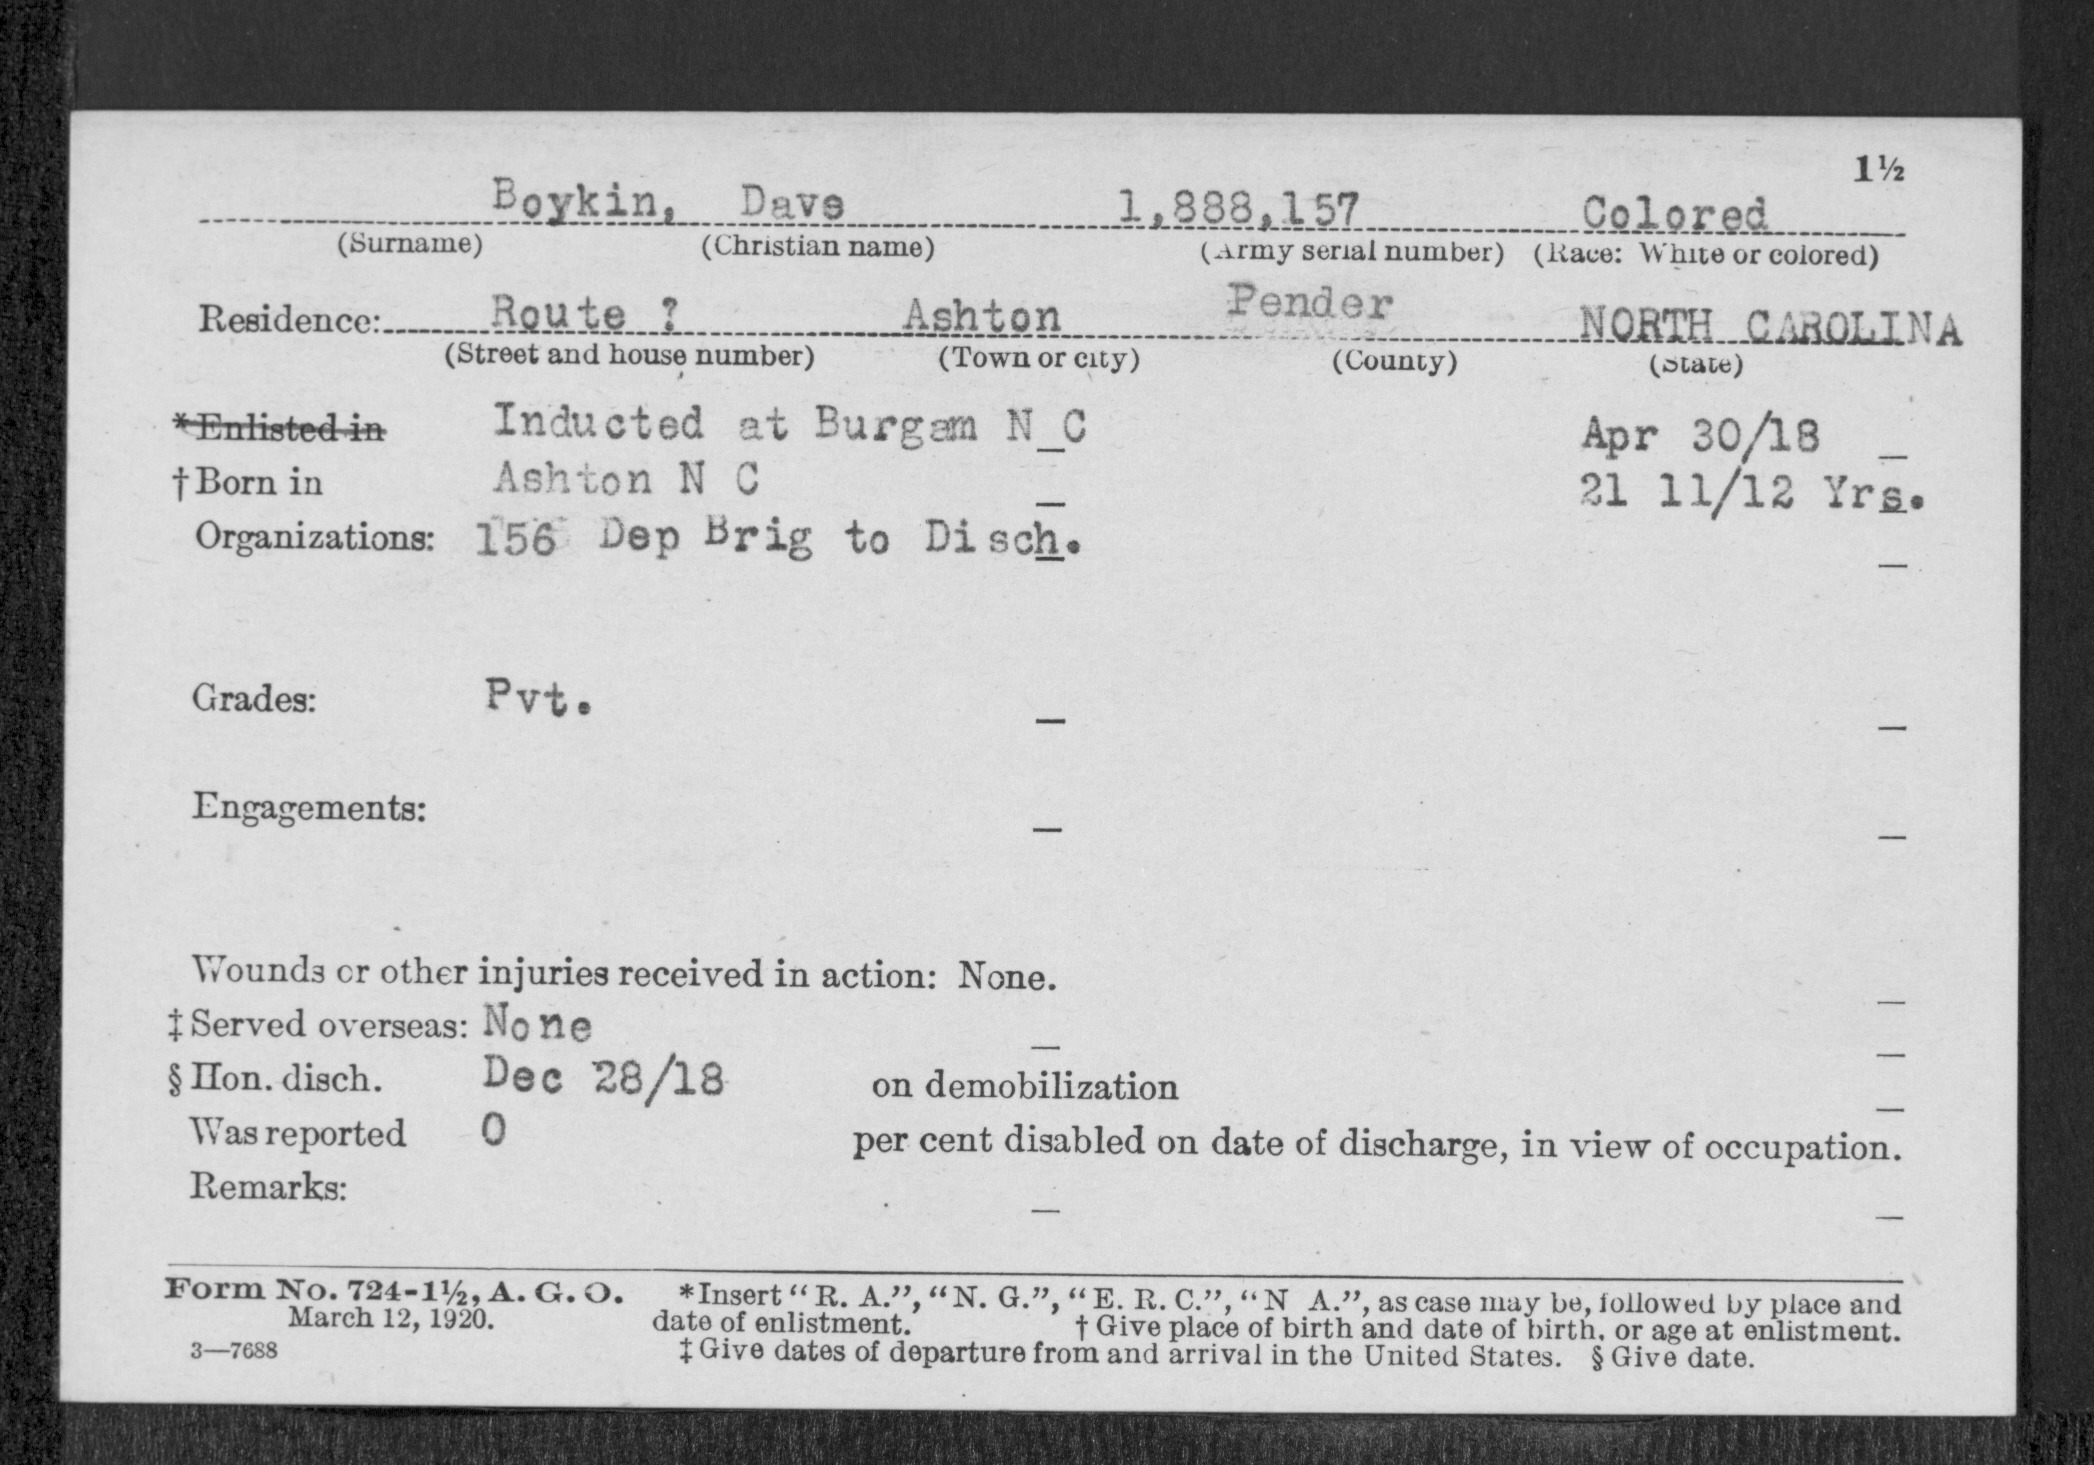 1½
Boykin, Dave 1,888,157 Colored
(Surname) (Christian name) (Army serial number) (Race: White or colored)
Residence: Route ? Ashton Pender NORTH CAROLINA
(Street and house number) (Town or city) (County) (State)
*Enlisted in Inducted at Burgam N C Apr 30/18
†Born in Ashton N C 21 11/12 Yrs.
Organizations: 156 Dep Brig to Disch.
Grades: Pvt.
Engagements:
Wounds or other injuries received in action: None.
‡Served overseas: None
§Hon. disch. Dec 28/18 on demobilization
Was reported 0 per cent disabled on date of discharge, in view of occupation.
Remarks:
Form No. 724-1½, A. G. O. *Insert “R. A.”, “N. G.”, “E. R. C.”, “N A.”, as case may be, followed by place and
March 12, 1920. date of enlistment. †Give place of birth and date of birth, or age at enlistment.
3—7688 ‡Give dates of departure from and arrival in the United States. §Give date.